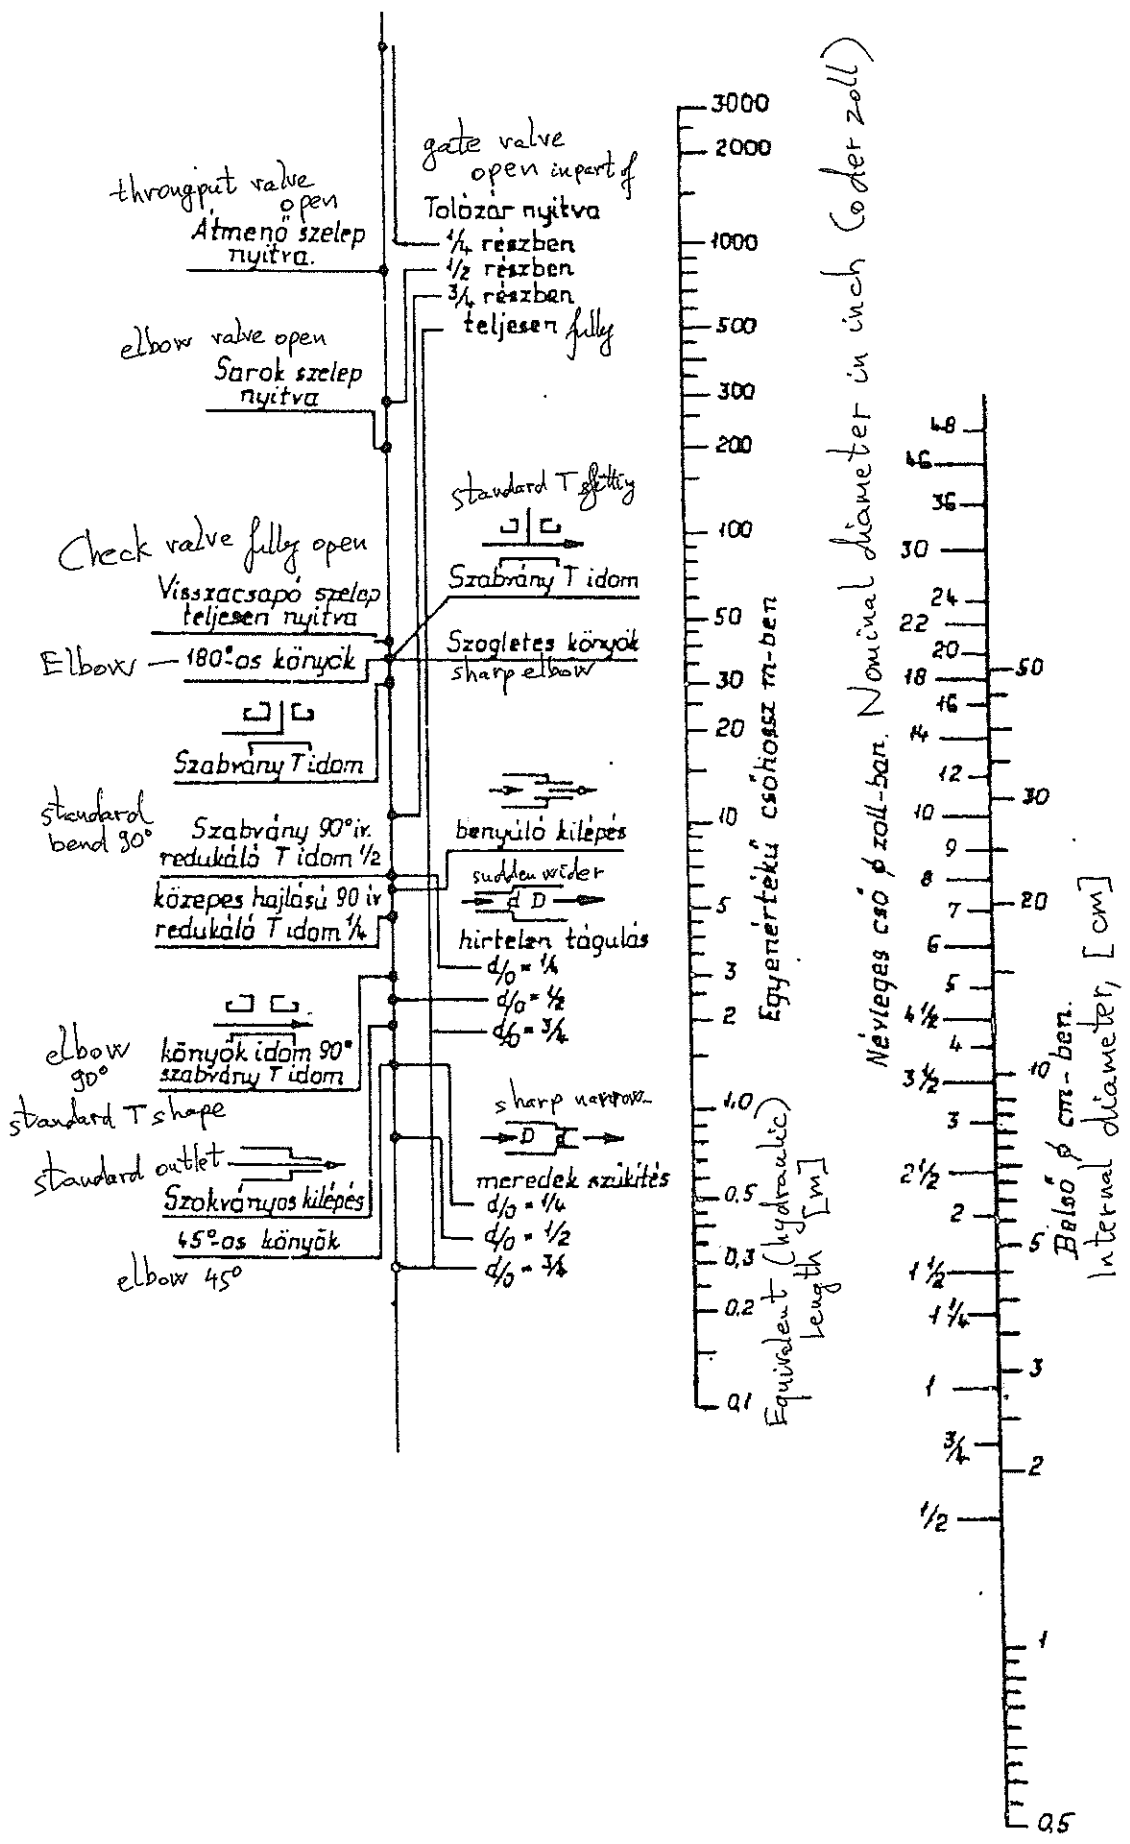 throngput valve
open
Átmenő szelep
nyitva.
gate valve
open in part of
Tolózár nyitva
1/4 részben
1/2 részben
3/4 részben
teljesen fully
elbow valve open
Sarok szelep
nyitva
standard T
Szabvány T idom
Check valve fully open
Visszacsapó szelep
teljesen nyitva
Elbow — 180°-os könyök
Szogletes könyök
sharp elbow
Szabvány T idom
standard
bend 90°
Szabvány 90° ív.
redukáló T idom 1/2
benyúló kilépés
közepes hajlású 90 ív
redukáló T idom 1/4
sudden wider
d D
hirtelen tágulás
d/D = 1/4
d/D = 1/2
d/D = 3/4
elbow
90°
könyök idom 90°
szabvány T idom
standard T shape
standard outlet
Szokványos kilépés
45°-os könyök
elbow 45°
sharp narrow
D d
meredek szükítés
d/D = 1/4
d/D = 1/2
d/D = 3/4
3000
2000
1000
500
300
200
100
50
30
20
10
5
3
2
1,0
0,5
0,3
0,2
0,1
Egyenértékű csőhossz m-ben
Equivalent (hydraulic)
Length [m]
Névleges cső ϕ zoll-ban. Nominal diameter in inch (oder zoll)
48
46
36
30
24
22
20
18
16
14
12
10
9
8
7
6
5
4 1/2
4
3 1/2
3
2 1/2
2
1 1/2
1 1/4
1
3/4
1/2
50
30
20
10
5
3
2
1
0,5
Belső ϕ cm-ben.
Internal diameter, [cm]